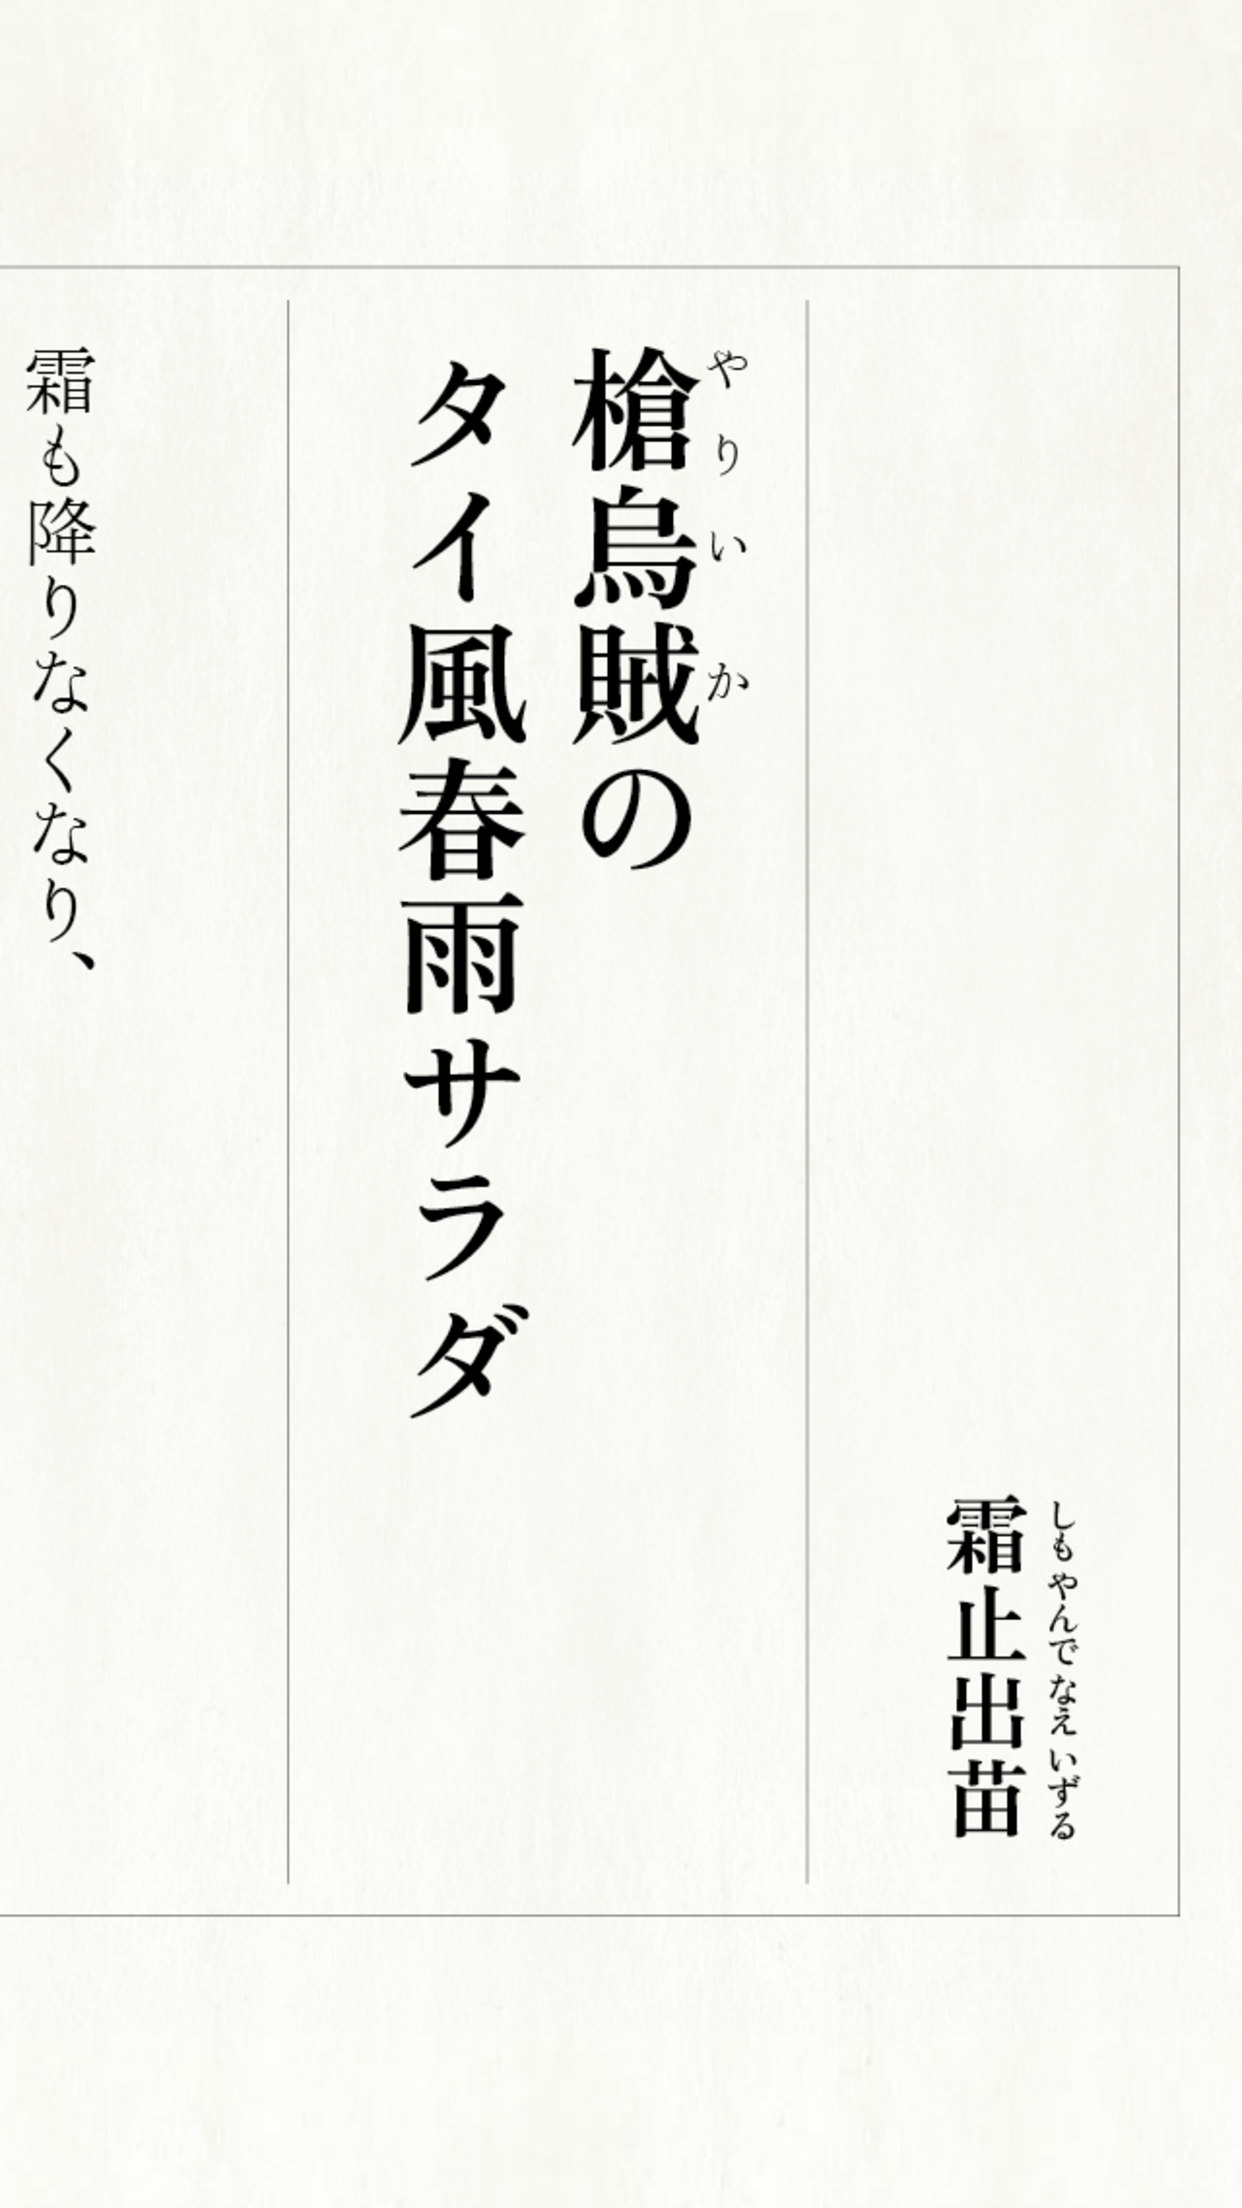 しもやんでなえいずる
霜止出苗
やりいか
槍烏賊の
タイ風春雨サラダ
霜も降りなくなり、